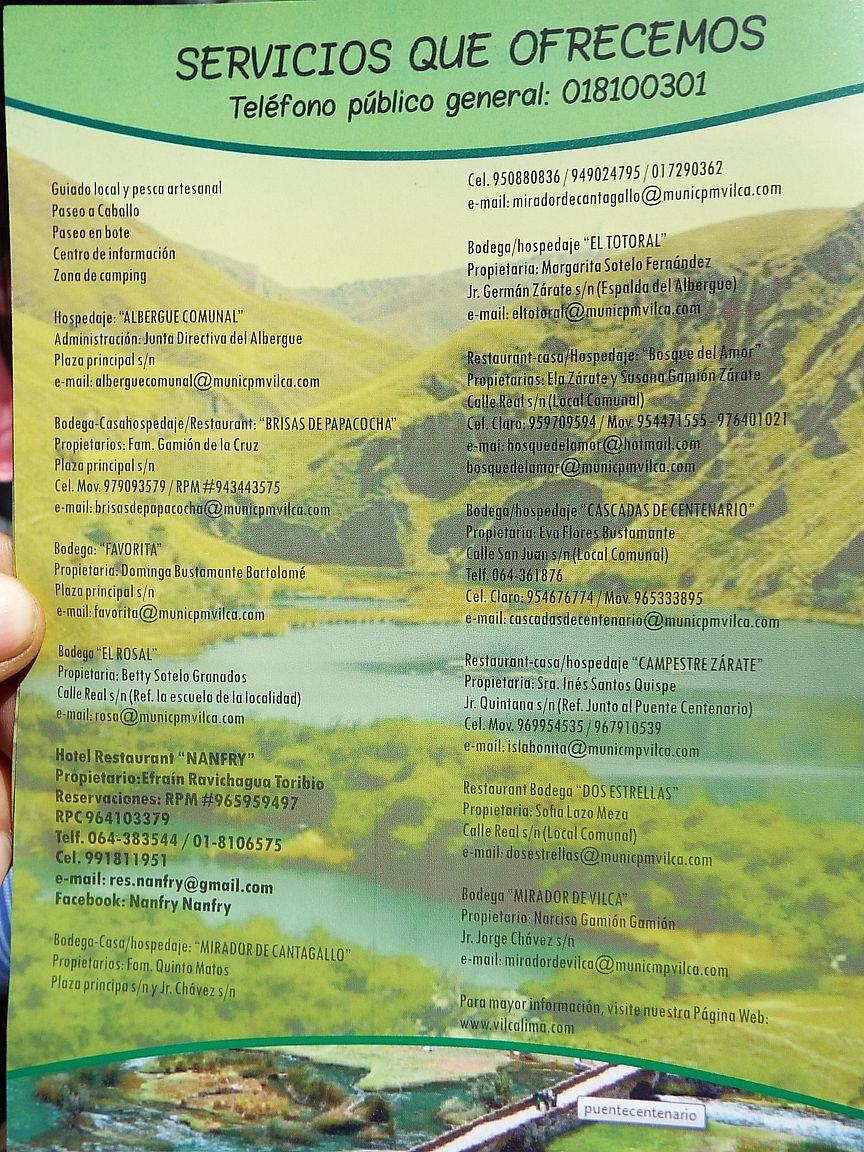 SERVICIOS QUE OFRECEMOS
Teléfono público general: 018100301
Guiado local y pesca artesanal
Paseo a Caballo
Paseo en bote
Centro de información
Zona de camping
Hospedaje: “ALBERGUE COMUNAL”
Administración: Junta Directiva del Albergue
Plaza principal s/n
e-mail: alberguecomunal@municpmvilca.com
Bodega-Casahospedaje/Restaurant: “BRISAS DE PAPACOCHA”
Propietarios: Fam. Gamión de la Cruz
Plaza principal s/n
Cel. Mov. 979093579 / RPM #943443575
e-mail: brisasdepapacocha@municpmvilca.com
Bodega: “FAVORITA”
Propietaria: Dominga Bustamante Bartolomé
Plaza principal s/n
e-mail: favorita@municpmvilca.com
Bodega “EL ROSAL”
Propietaria: Betty Sotelo Granados
Calle Real s/n (Ref. la escuela de la localidad)
e-mail: rosa@municpmvilca.com
Hotel Restaurant “NANFRY”
Propietario:Efraín Ravichagua Toribio
Reservaciones: RPM #965959497
RPC 964103379
Telf. 064-383544 / 01-8106575
Cel. 991811951
e-mail: res.nanfry@gmail.com
Facebook: Nanfry Nanfry
Bodega-Casa/hospedaje: “MIRADOR DE CANTAGALLO”
Propietarios: Fam. Quinto Matos
Plaza principa s/n y Jr. Chávez s/n
Cel. 950880836 / 949024795 / 017290362
e-mail: miradordecantagallo@municpmvilca.com
Bodega/hospedaje “EL TOTORAL”
Propietaria: Margarita Sotelo Fernández
Jr. Germán Zárate s/n (Espalda del Albergue)
e-mail: eltotoral@municpmvilca.com
Restaurant-casa/Hospedaje: “Bosque del Amor”
Propietarias: Ela Zárate y Susana Gamión Zárate
Calle Real s/n (Local Comunal)
Cel. Claro: 959709594 / Mov. 954471555 - 976401021
e-mai: bosquedelamor@hotmail.com
bosquedelamor@municpmvilca.com
Bodega/hospedaje “CASCADAS DE CENTENARIO”
Propietaria: Eva Flores Bustamante
Calle San Juan s/n (Local Comunal)
Telf. 064-361876
Cel. Claro: 954676774 / Mov. 965333895
e-mail: cascadasdecentenario@municpmvilca.com
Restaurant-casa/hospedaje “CAMPESTRE ZÁRATE”
Propietaria: Sra. Inés Santos Quispe
Jr. Quintana s/n (Ref. Junto al Puente Centenario)
Cel. Mov. 969954535 / 967910539
e-mail: islabonita@municmpvilca.com
Restaurant Bodega “DOS ESTRELLAS”
Propietaria: Sofia Lazo Meza
Calle Real s/n (Local Comunal)
e-mail: dosestrellas@municpmvilca.com
Bodega “MIRADOR DE VILCA”
Propietario: Narciso Gamión Gamión
Jr. Jorge Chávez s/n
e-mail: miradordevilca@municmpvilca.com
Para mayor información, visite nuestra Página Web:
www.vilcalima.com
puentecentenario